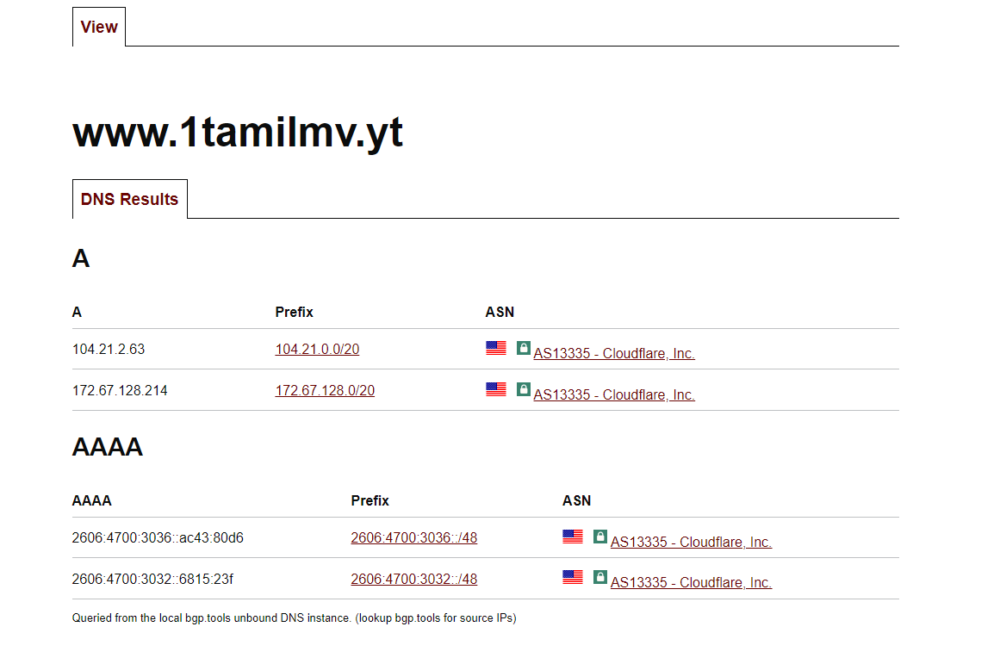 View
www.1tamilmv.yt
DNS Results
A
A Prefix ASN
104.21.2.63 104.21.0.0/20 AS13335 - Cloudflare, Inc.
172.67.128.214 172.67.128.0/20 AS13335 - Cloudflare, Inc.
AAAA
AAAA Prefix ASN
2606:4700:3036::ac43:80d6 2606:4700:3036::/48 AS13335 - Cloudflare, Inc.
2606:4700:3032::6815:23f 2606:4700:3032::/48 AS13335 - Cloudflare, Inc.
Queried from the local bgp.tools unbound DNS instance. (lookup bgp.tools for source IPs)